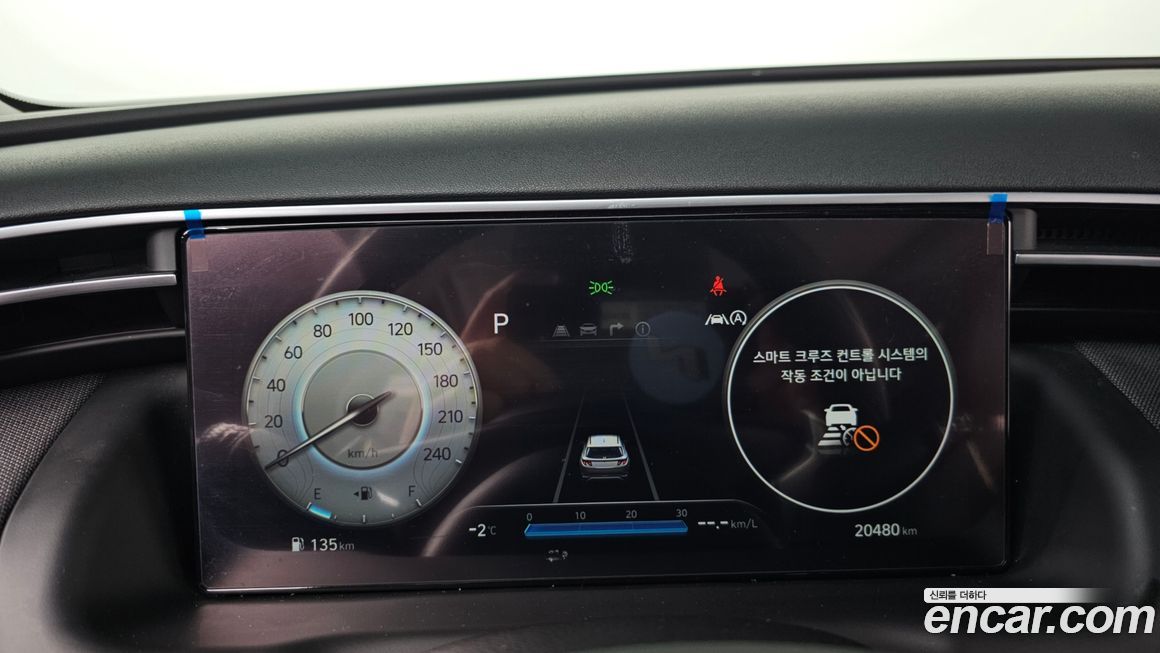 80 100 120
60 150
40 180
20 210
0 km/h 240
E F
135 km
P
A
스마트 크루즈 컨트롤 시스템의
작동 조건이 아닙니다
0 10 20 30
-2°C --.- km/L
20480 km
신뢰를 더하다
encar.com